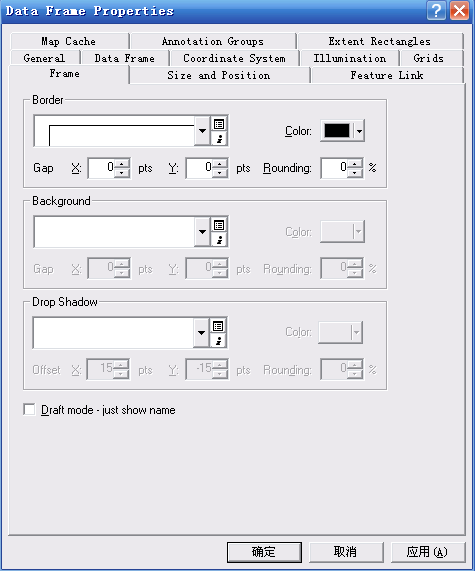 Data Frame Properties
Map Cache Annotation Groups Extent Rectangles
General Data Frame Coordinate System Illumination Grids
Frame Size and Position Feature Link
Border
Color:
Gap X: 0 pts Y: 0 pts Rounding: 0 %
Background
Color:
Gap X: 0 pts Y: 0 pts Rounding: 0 %
Drop Shadow
Color:
Offset X: 15 pts Y: -15 pts Rounding: 0 %
Draft mode - just show name
确定 取消 应用(A)